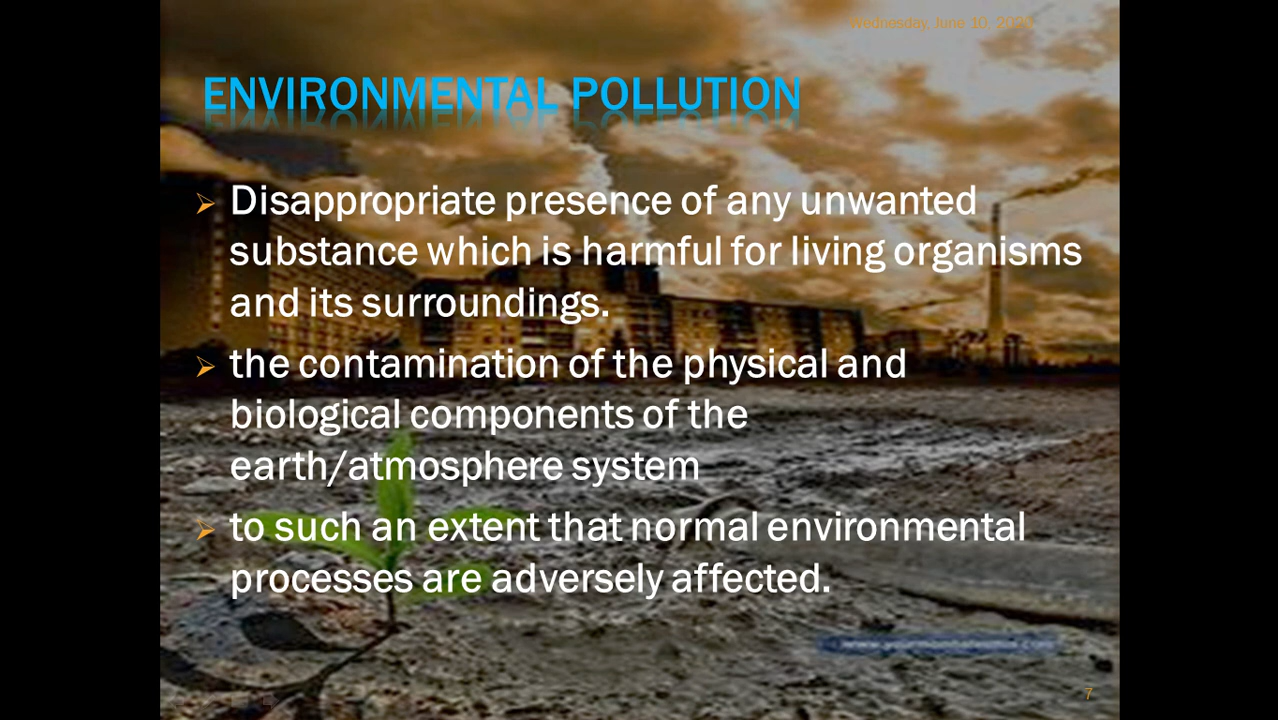 Wednesday, June 10, 2020
ENVIRONMENTAL POLLUTION
➢ Disappropriate presence of any unwanted
substance which is harmful for living organisms
and its surroundings.
➢ the contamination of the physical and
biological components of the
earth/atmosphere system
➢ to such an extent that normal environmental
processes are adversely affected.
7